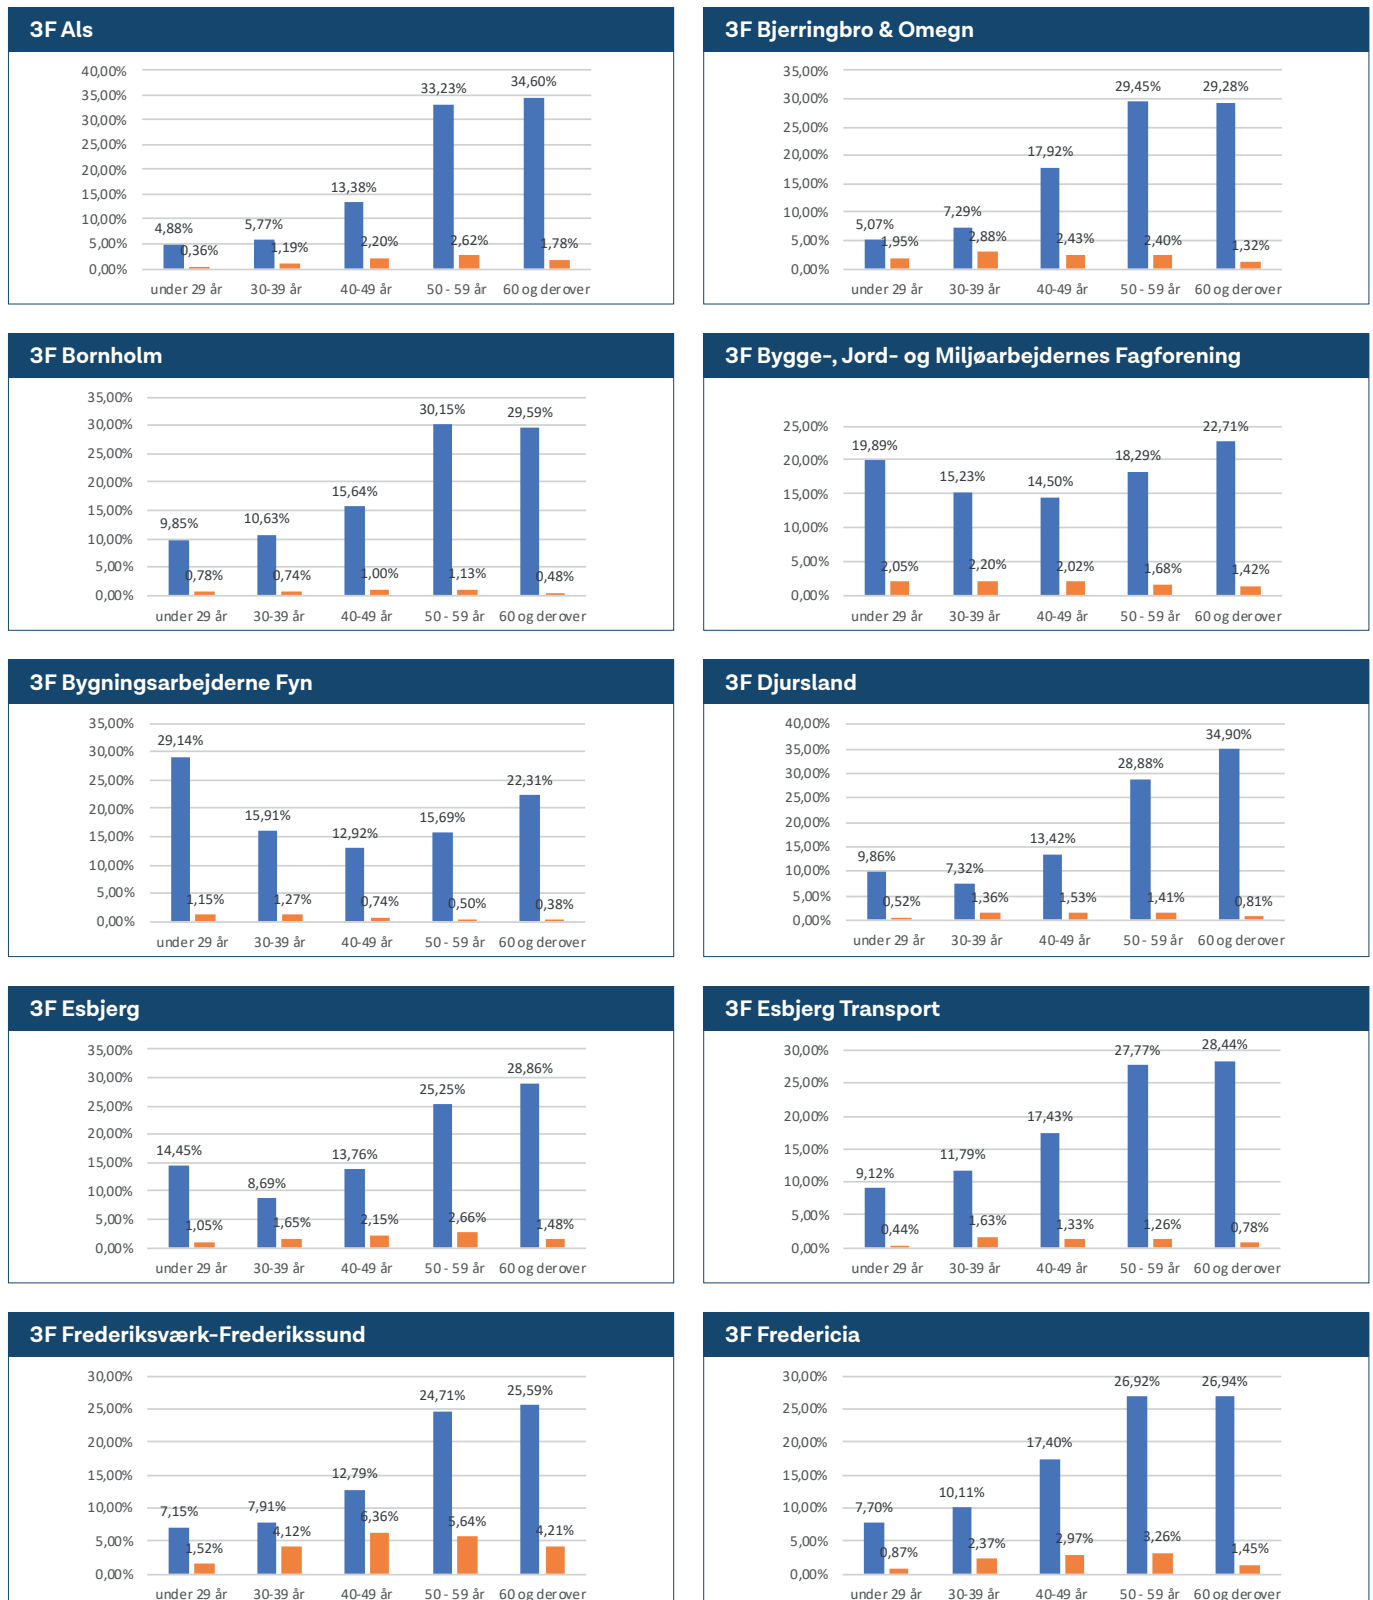 3F Als
40,00%
35,00%
30,00%
25,00%
20,00%
15,00%
10,00%
5,00%
0,00%
4,88%
0,36%
5,77%
1,19%
13,38%
2,20%
33,23%
2,62%
34,60%
1,78%
under 29 år
30-39 år
40-49 år
50 - 59 år
60 og derover
3F Bjerringbro & Omegn
35,00%
30,00%
25,00%
20,00%
15,00%
10,00%
5,00%
0,00%
5,07%
1,95%
7,29%
2,88%
17,92%
2,43%
29,45%
2,40%
29,28%
1,32%
under 29 år
30-39 år
40-49 år
50 - 59 år
60 og derover
3F Bornholm
35,00%
30,00%
25,00%
20,00%
15,00%
10,00%
5,00%
0,00%
9,85%
0,78%
10,63%
0,74%
15,64%
1,00%
30,15%
1,13%
29,59%
0,48%
under 29 år
30-39 år
40-49 år
50 - 59 år
60 og derover
3F Bygge-, Jord- og Miljøarbejdernes Fagforening
25,00%
20,00%
15,00%
10,00%
5,00%
0,00%
19,89%
2,05%
15,23%
2,20%
14,50%
2,02%
18,29%
1,68%
22,71%
1,42%
under 29 år
30-39 år
40-49 år
50 - 59 år
60 og derover
3F Bygningsarbejderne Fyn
35,00%
30,00%
25,00%
20,00%
15,00%
10,00%
5,00%
0,00%
29,14%
1,15%
15,91%
1,27%
12,92%
0,74%
15,69%
0,50%
22,31%
0,38%
under 29 år
30-39 år
40-49 år
50 - 59 år
60 og derover
3F Djursland
40,00%
35,00%
30,00%
25,00%
20,00%
15,00%
10,00%
5,00%
0,00%
9,86%
0,52%
7,32%
1,36%
13,42%
1,53%
28,88%
1,41%
34,90%
0,81%
under 29 år
30-39 år
40-49 år
50 - 59 år
60 og derover
3F Esbjerg
35,00%
30,00%
25,00%
20,00%
15,00%
10,00%
5,00%
0,00%
14,45%
1,05%
8,69%
1,65%
13,76%
2,15%
25,25%
2,66%
28,86%
1,48%
under 29 år
30-39 år
40-49 år
50 - 59 år
60 og derover
3F Esbjerg Transport
30,00%
25,00%
20,00%
15,00%
10,00%
5,00%
0,00%
9,12%
0,44%
11,79%
1,63%
17,43%
1,33%
27,77%
1,26%
28,44%
0,78%
under 29 år
30-39 år
40-49 år
50 - 59 år
60 og derover
3F Frederiksværk-Frederikssund
30,00%
25,00%
20,00%
15,00%
10,00%
5,00%
0,00%
7,15%
1,52%
7,91%
4,12%
12,79%
6,36%
24,71%
5,64%
25,59%
4,21%
under 29 år
30-39 år
40-49 år
50 - 59 år
60 og derover
3F Fredericia
30,00%
25,00%
20,00%
15,00%
10,00%
5,00%
0,00%
7,70%
0,87%
10,11%
2,37%
17,40%
2,97%
26,92%
3,26%
26,94%
1,45%
under 29 år
30-39 år
40-49 år
50 - 59 år
60 og derover